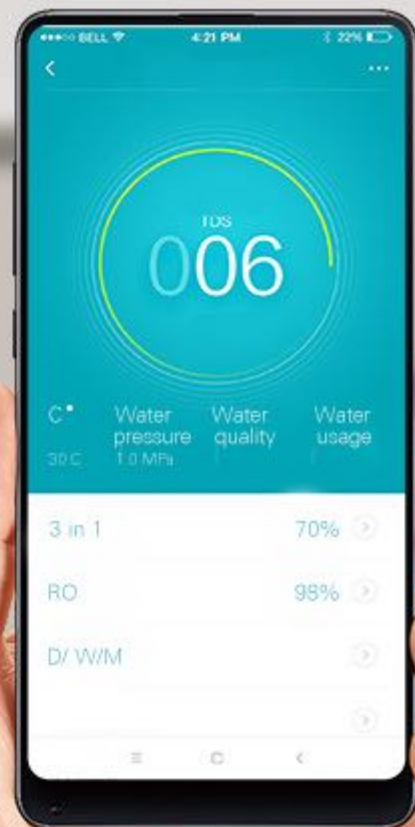 BELL 4:21 PM 22%
TDS
006
C° Water pressure Water quality Water usage
30 C 1.0 MPa
3 in 1 70%
RO 98%
D/ W/M